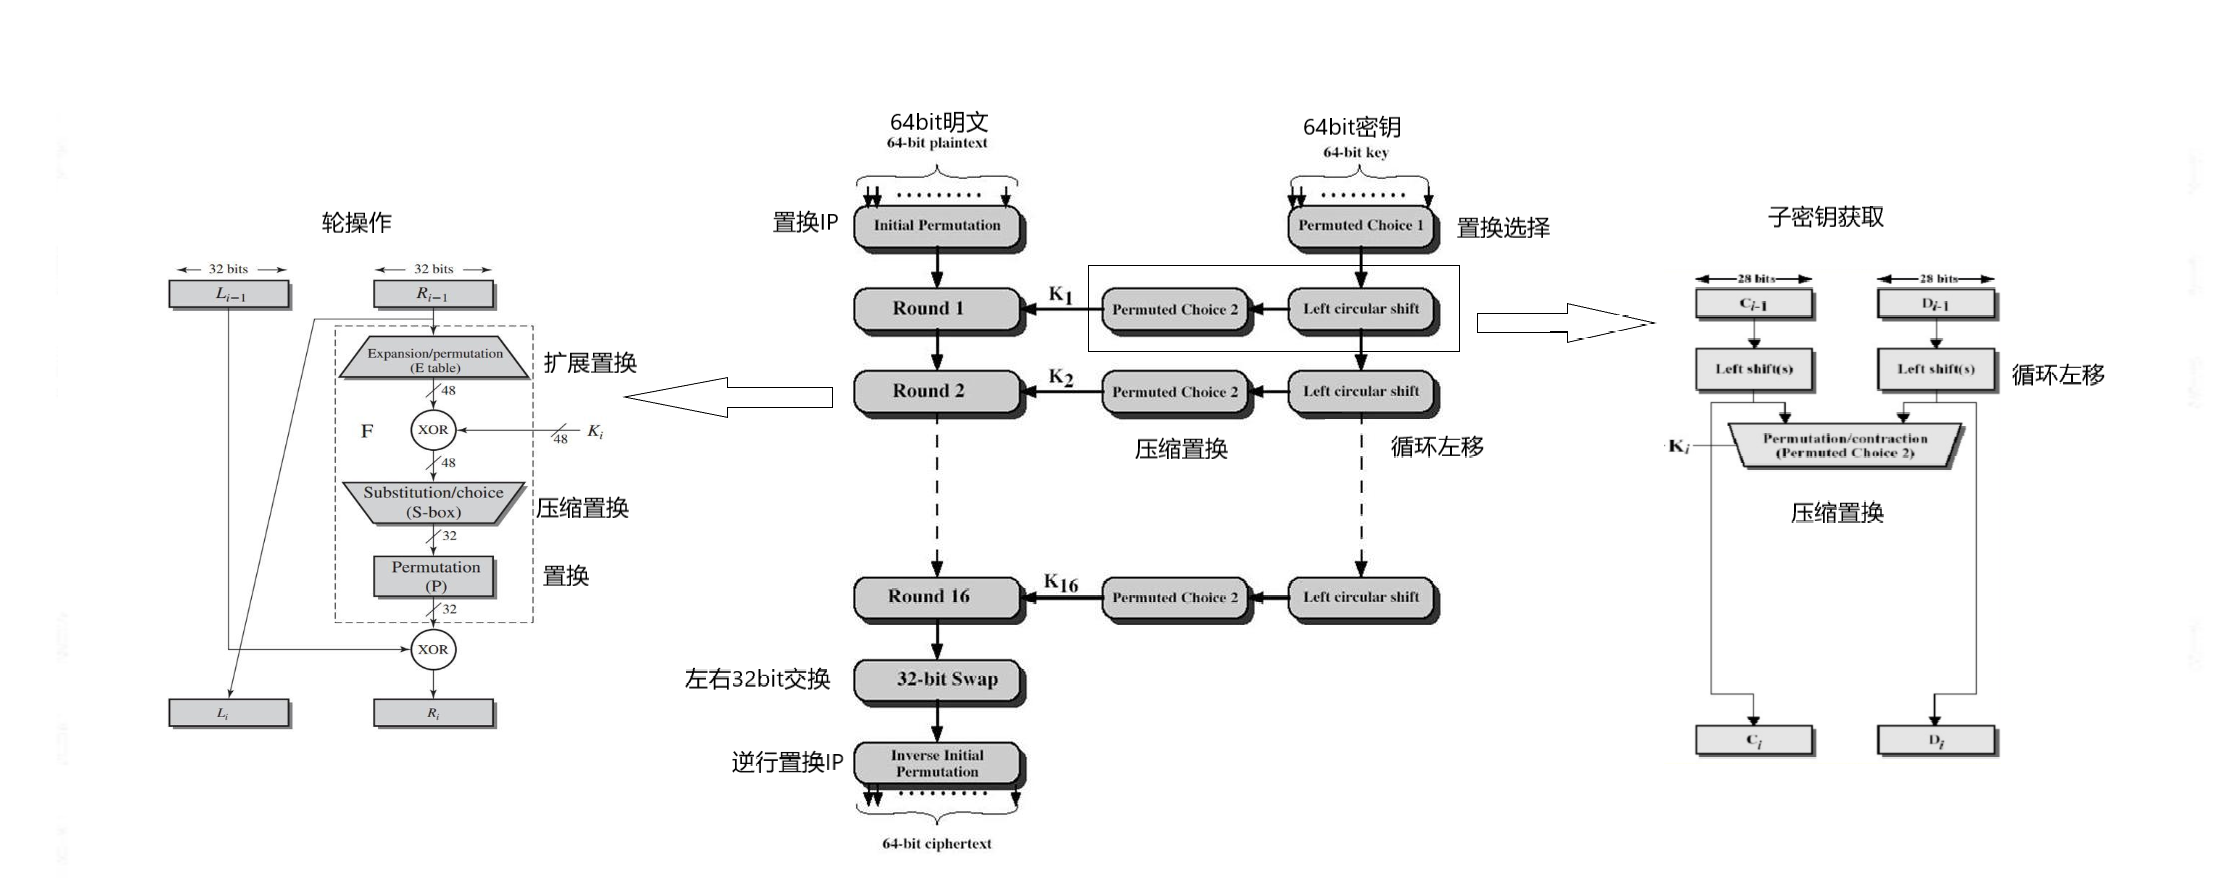 轮操作
32 bits
32 bits
Li−1
Ri−1
Expansion/permutation
(E table)
扩展置换
48
F
XOR
48
Ki
48
Substitution/choice
(S-box)
压缩置换
32
Permutation
(P)
置换
32
XOR
Li
Ri
64bit明文
64-bit plaintext
置换IP
Initial Permutation
Round 1
K1
Round 2
K2
Round 16
K16
左右32bit交换
32-bit Swap
逆行置换IP
Inverse Initial
Permutation
64-bit ciphertext
64bit密钥
64-bit key
Permuted Choice 1
置换选择
Permuted Choice 2
Left circular shift
Permuted Choice 2
Left circular shift
压缩置换
循环左移
Permuted Choice 2
Left circular shift
子密钥获取
28 bits
28 bits
Ci-1
Di-1
Left shift(s)
Left shift(s)
循环左移
Ki
Permutation/contraction
(Permuted Choice 2)
压缩置换
Ci
Di